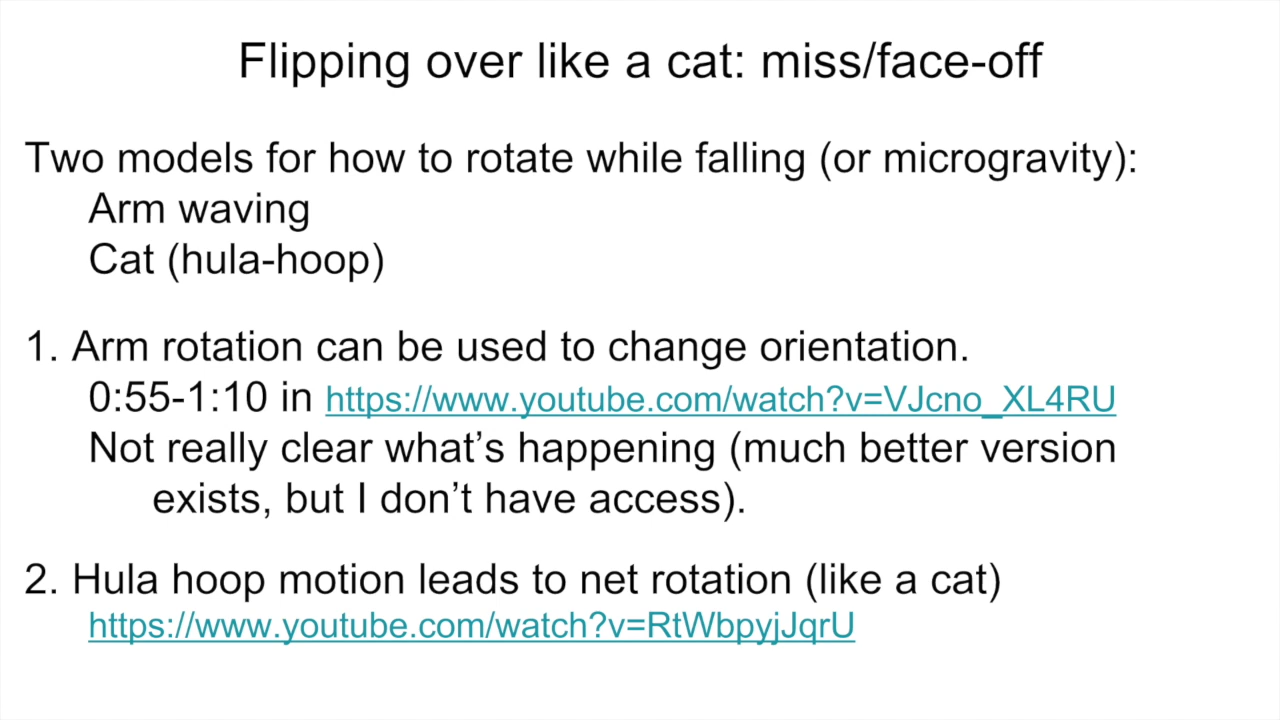 Flipping over like a cat: miss/face-off
Two models for how to rotate while falling (or microgravity):
Arm waving
Cat (hula-hoop)
1. Arm rotation can be used to change orientation.
0:55-1:10 in https://www.youtube.com/watch?v=VJcno_XL4RU
Not really clear what’s happening (much better version
exists, but I don’t have access).
2. Hula hoop motion leads to net rotation (like a cat)
https://www.youtube.com/watch?v=RtWbpyjJqrU